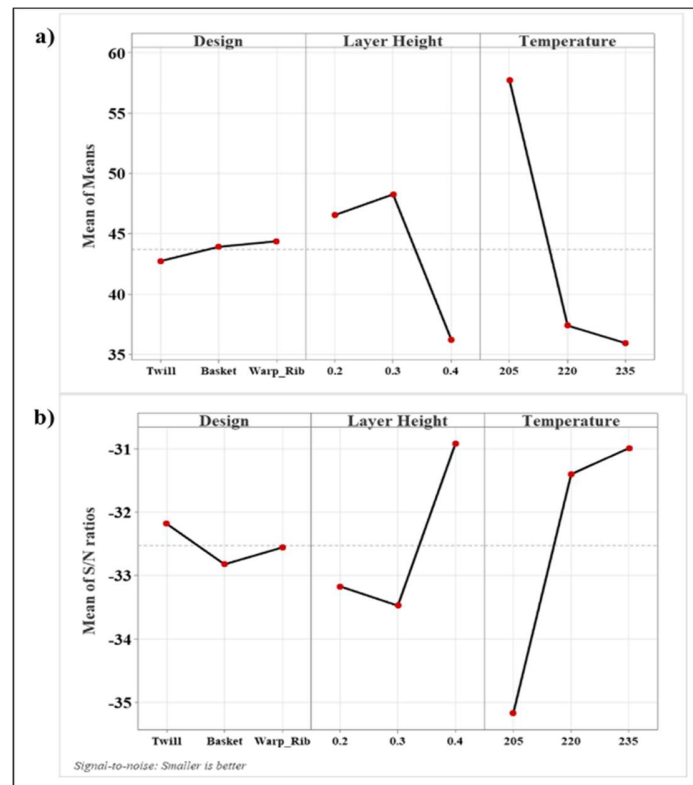 a)
Design Layer Height Temperature
Mean of Means
60
55
50
45
40
35
Twill Basket Warp_Rib 0.2 0.3 0.4 205 220 235
b)
Design Layer Height Temperature
Mean of S/N ratios
-31
-32
-33
-34
-35
Twill Basket Warp_Rib 0.2 0.3 0.4 205 220 235
Signal-to-noise: Smaller is better